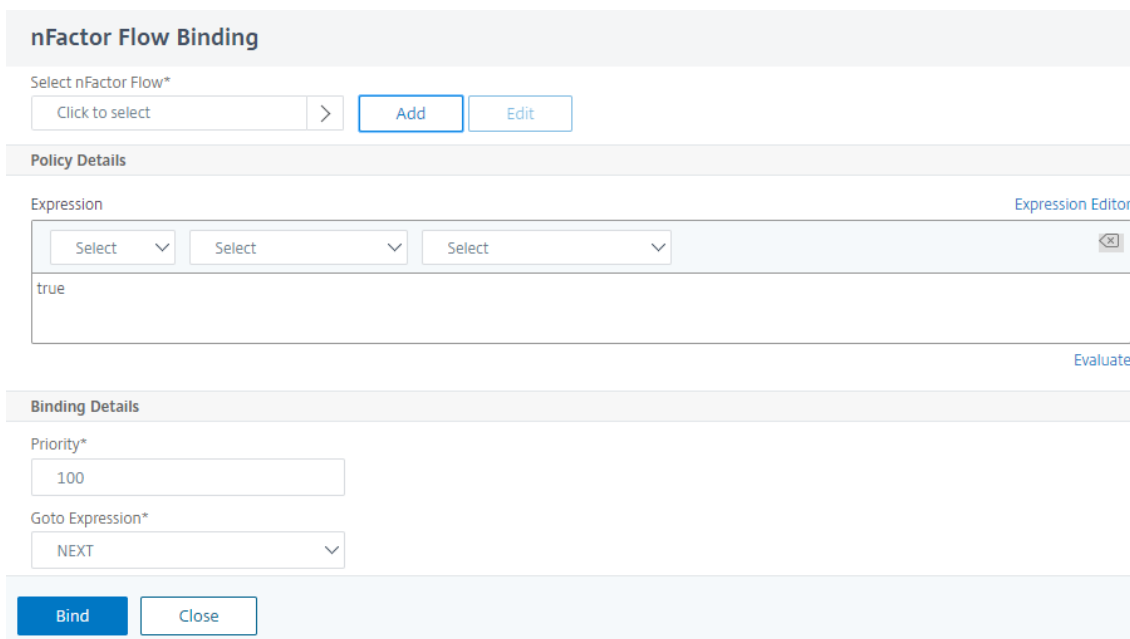 nFactor Flow Binding
Select nFactor Flow*
Click to select Add Edit
Policy Details
Expression Expression Editor
Select Select Select
true
Evaluate
Binding Details
Priority*
100
Goto Expression*
NEXT
Bind Close